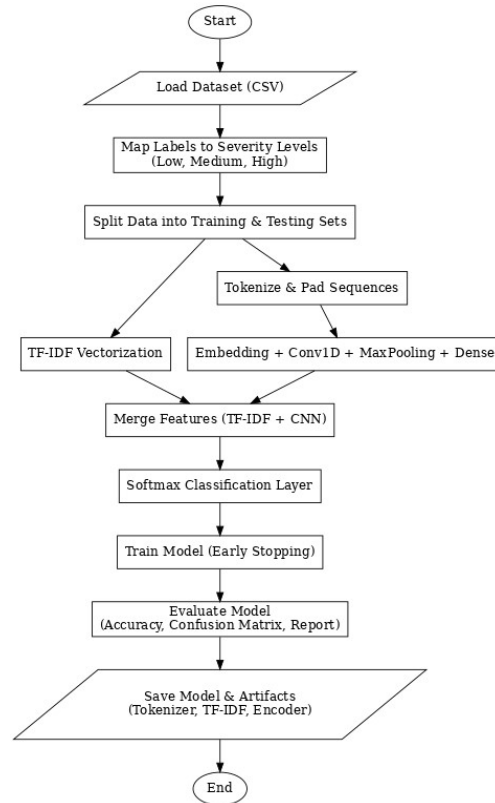 Start
Load Dataset (CSV)
Map Labels to Severity Levels
(Low, Medium, High)
Split Data into Training & Testing Sets
Tokenize & Pad Sequences
TF-IDF Vectorization
Embedding + Conv1D + MaxPooling + Dense
Merge Features (TF-IDF + CNN)
Softmax Classification Layer
Train Model (Early Stopping)
Evaluate Model
(Accuracy, Confusion Matrix, Report)
Save Model & Artifacts
(Tokenizer, TF-IDF, Encoder)
End